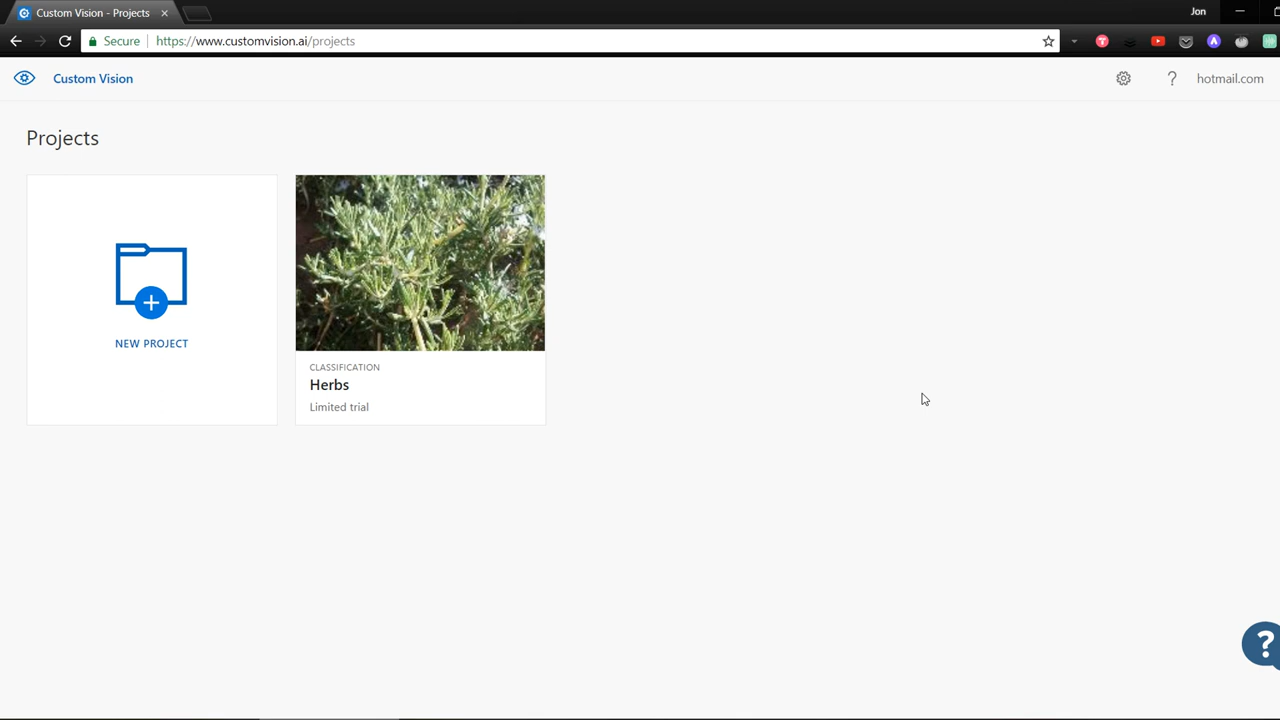 Custom Vision - Projects
Jon
Secure
https://www.customvision.ai/projects
Custom Vision
?
hotmail.com
Projects
NEW PROJECT
CLASSIFICATION
Herbs
Limited trial
?